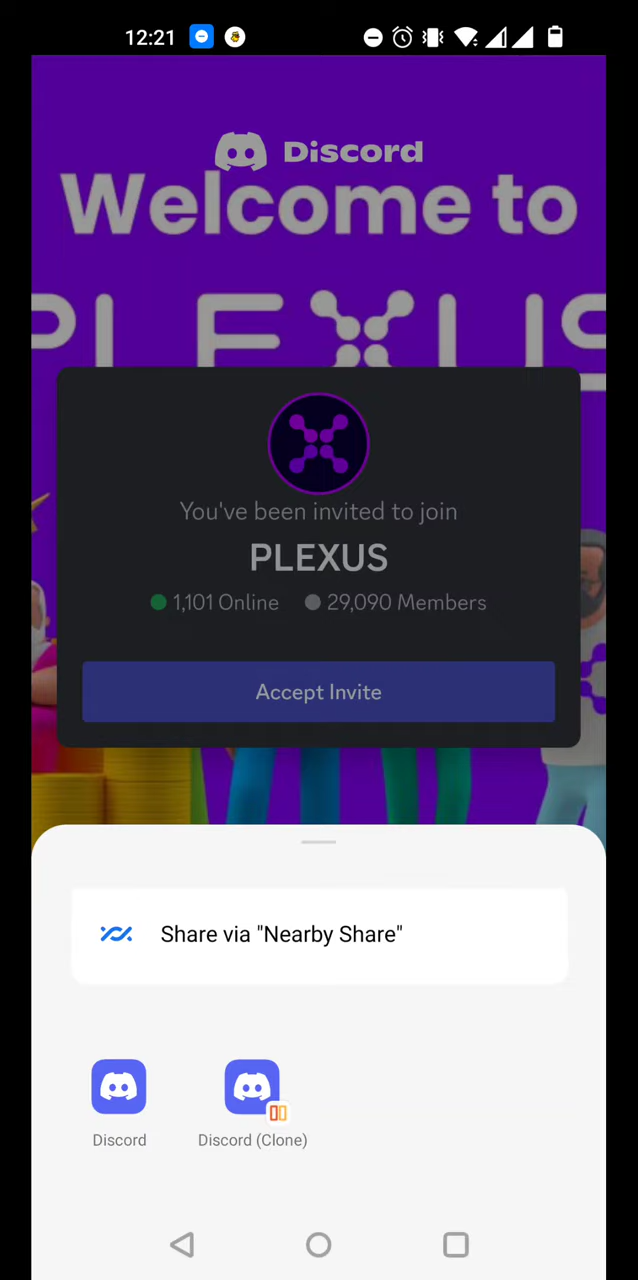 12:21
Discord
Welcome to
PLEXUS
You've been invited to join
PLEXUS
1,101 Online 29,090 Members
Accept Invite
Share via "Nearby Share"
Discord Discord (Clone)